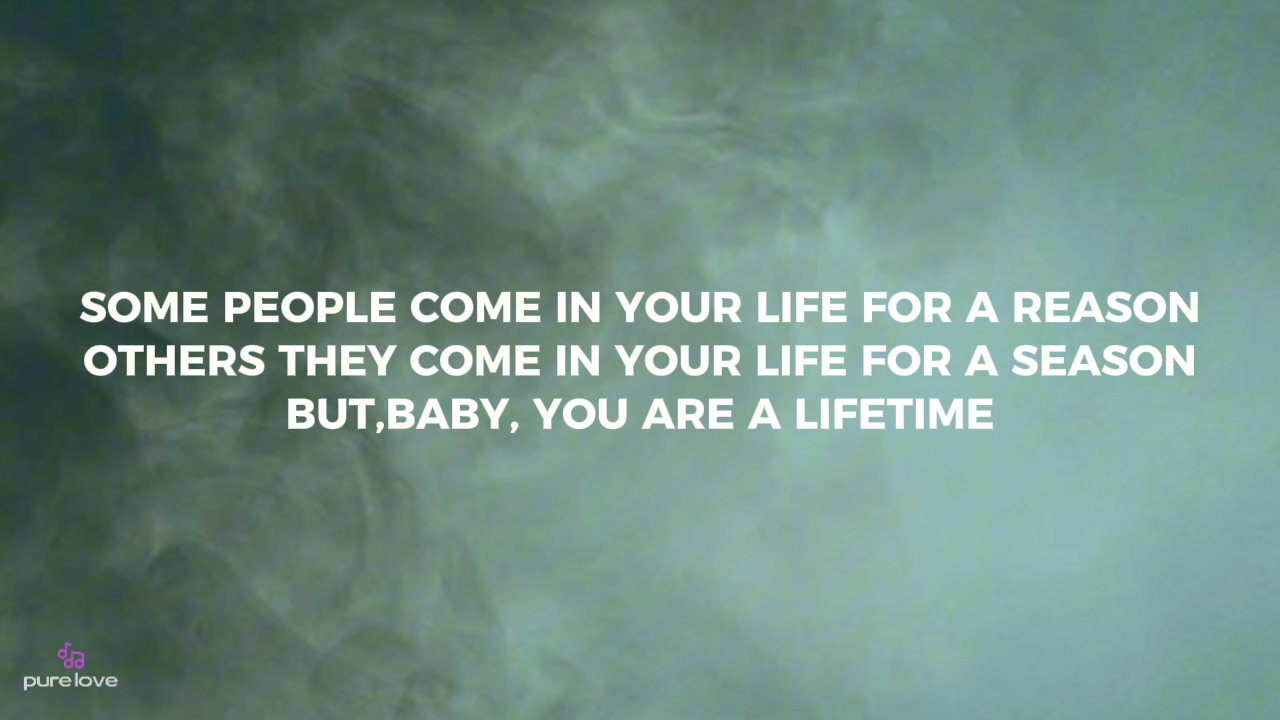 SOME PEOPLE COME IN YOUR LIFE FOR A REASON
OTHERS THEY COME IN YOUR LIFE FOR A SEASON
BUT,BABY, YOU ARE A LIFETIME
pure love